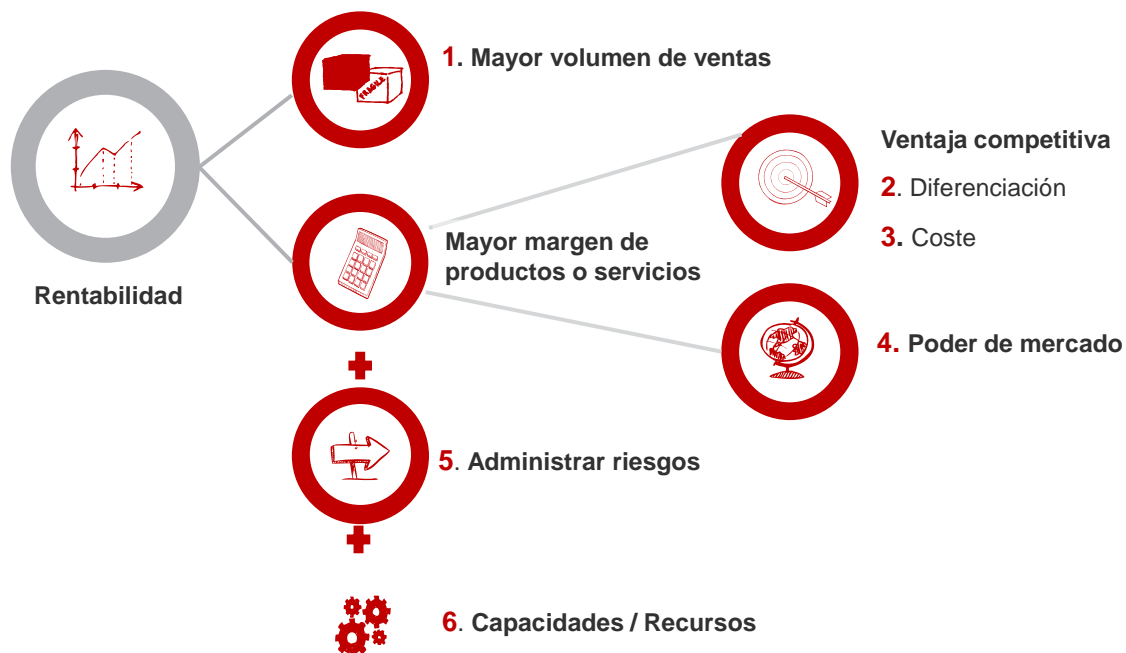 1. Mayor volumen de ventas
FRAGILE
Rentabilidad
Mayor margen de
productos o servicios
Ventaja competitiva
2. Diferenciación
3. Coste
4. Poder de mercado
5. Administrar riesgos
6. Capacidades / Recursos